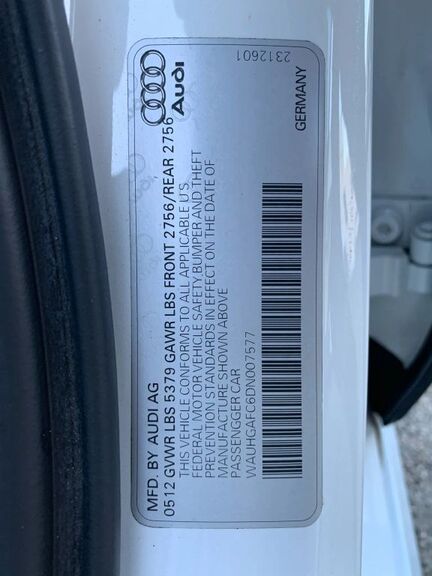 Audi
2312601
GERMANY
MFD. BY AUDI AG
0512 GVWR LBS 5379 GAWR LBS FRONT 2756/REAR 2756
THIS VEHICLE CONFORMS TO ALL APPLICABLE U.S.
FEDERAL MOTOR VEHICLE SAFETY,BUMPER AND THEFT
PREVENTION STANDARDS IN EFFECT ON THE DATE OF
MANUFACTURE SHOWN ABOVE
PASSENGGER CAR
WAUHGAFC6DN007577